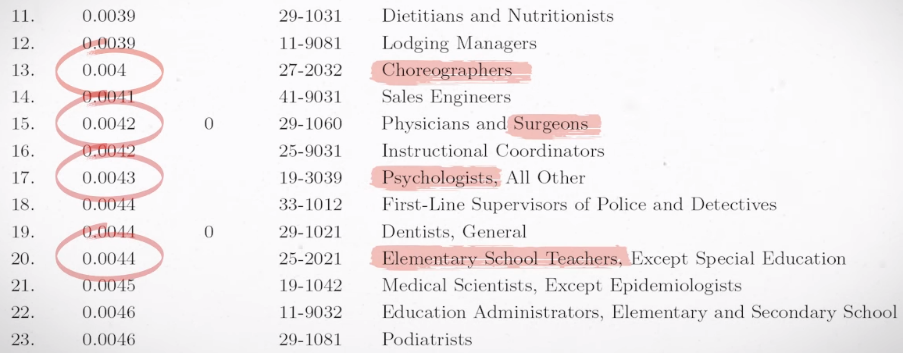 11. 0.0039 29-1031 Dietitians and Nutritionists
12. 0.0039 11-9081 Lodging Managers
13. 0.004 27-2032 Choreographers
14. 0.0041 41-9031 Sales Engineers
15. 0.0042 0 29-1060 Physicians and Surgeons
16. 0.0042 25-9031 Instructional Coordinators
17. 0.0043 19-3039 Psychologists, All Other
18. 0.0044 33-1012 First-Line Supervisors of Police and Detectives
19. 0.0044 0 29-1021 Dentists, General
20. 0.0044 25-2021 Elementary School Teachers, Except Special Education
21. 0.0045 19-1042 Medical Scientists, Except Epidemiologists
22. 0.0046 11-9032 Education Administrators, Elementary and Secondary School
23. 0.0046 29-1081 Podiatrists